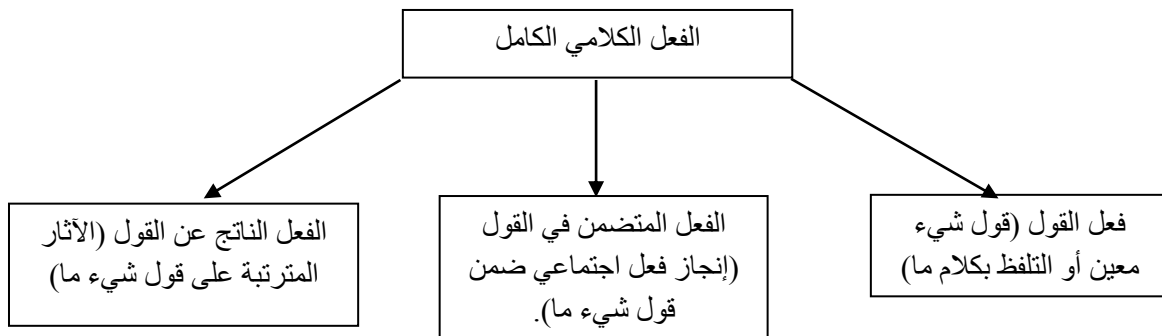 الفعل الكلامي الكامل
فعل القول (قول شيء
معين أو التلفظ بكلام ما)
الفعل المتضمن في القول
(إنجاز فعل اجتماعي ضمن
قول شيء ما).
الفعل الناتج عن القول (الآثار
المترتبة على قول شيء ما)